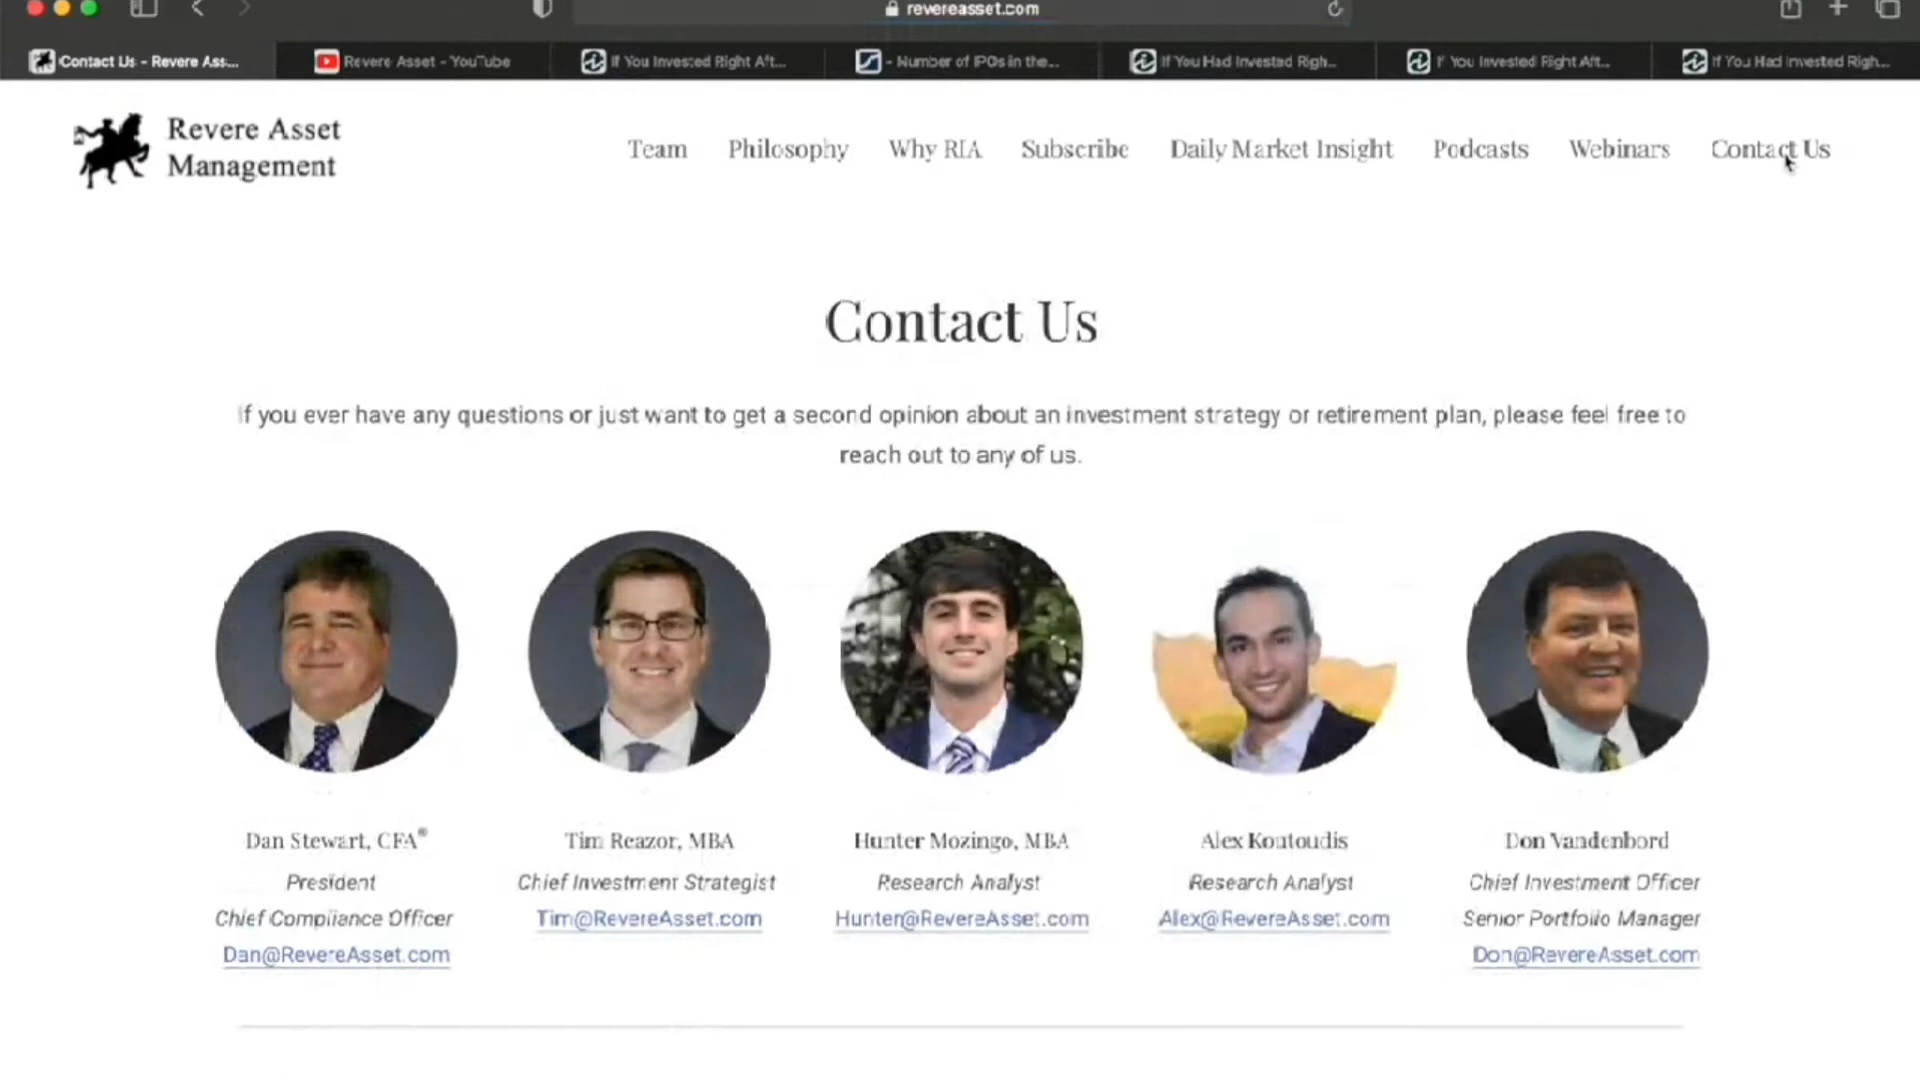 revereasset.com
Contact Us - Revere Ass...
Revere Asset - YouTube
If You Invested Right Aft...
- Number of IPOs in the...
If You Had Invested Righ...
If You Invested Right Aft...
If You Had Invested Righ...
Revere Asset
Management
Team
Philosophy
Why RIA
Subscribe
Daily Market Insight
Podcasts
Webinars
Contact Us
Contact Us
If you ever have any questions or just want to get a second opinion about an investment strategy or retirement plan, please feel free to
reach out to any of us.
Dan Stewart, CFA®
President
Chief Compliance Officer
Dan@RevereAsset.com
Tim Reazor, MBA
Chief Investment Strategist
Tim@RevereAsset.com
Hunter Mozingo, MBA
Research Analyst
Hunter@RevereAsset.com
Alex Koutoudis
Research Analyst
Alex@RevereAsset.com
Don Vandenbord
Chief Investment Officer
Senior Portfolio Manager
Don@RevereAsset.com